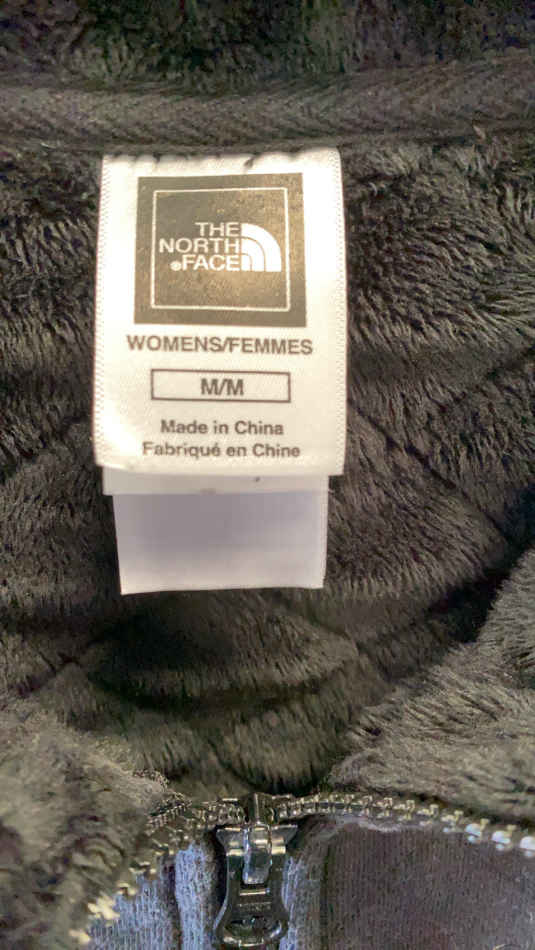 THE
NORTH
FACE
WOMENS/FEMMES
M/M
Made in China
Fabriqué en Chine